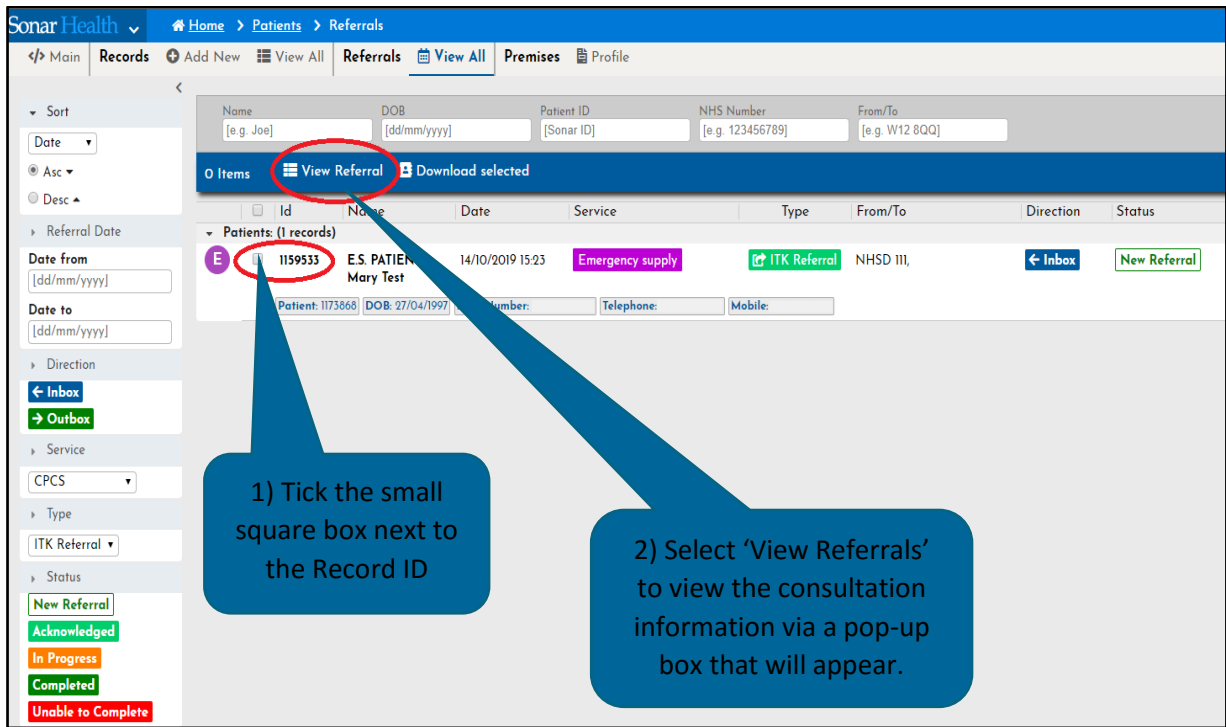 Sonar Health Home > Patients > Referrals
</> Main Records Add New View All Referrals View All Premises Profile
Sort
Date
Asc
Desc
Referral Date
Date from
[dd/mm/yyyy]
Date to
[dd/mm/yyyy]
Direction
← Inbox
→ Outbox
Service
CPCS
Type
ITK Referral
Status
New Referral
Acknowledged
In Progress
Completed
Unable to Complete
Name DOB Patient ID NHS Number From/To
[e.g. Joe] [dd/mm/yyyy] [Sonar ID] [e.g. 123456789] [e.g. W12 8QQ]
0 Items View Referral Download selected
Id Name Date Service Type From/To Direction Status
Patients: (1 records)
E 1159533 E.S. 14/10/2019 15:23 Emergency supply ITK Referral NHSD 111, ← Inbox New Referral
Mary Test
Patient: 1173868 DOB: 27/04/1997 Telephone: Mobile:
1) Tick the small
square box next to
the Record ID
2) Select ‘View Referrals’
to view the consultation
information via a pop-up
box that will appear.